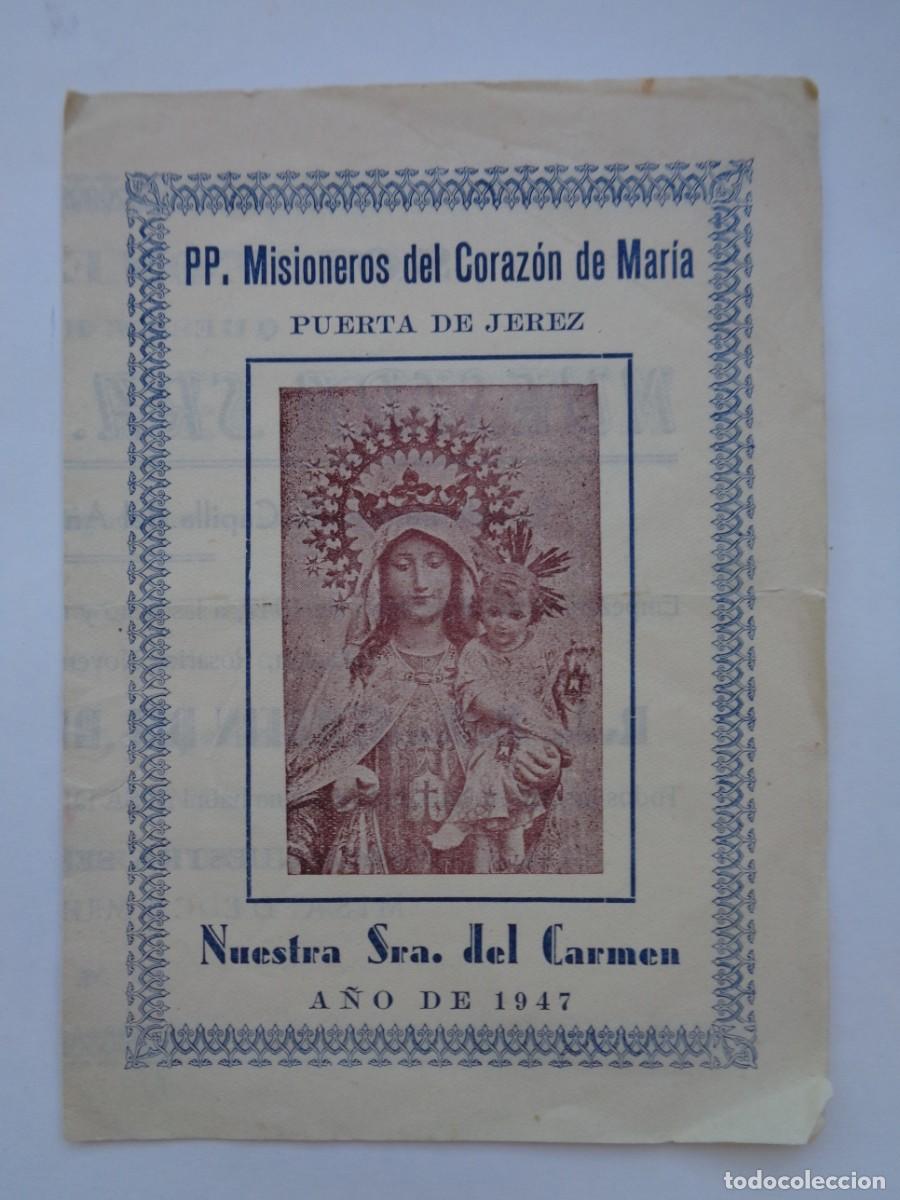 PP. Misioneros del Corazón de María
PUERTA DE JEREZ
Nuestra Sra. del Carmen
AÑO DE 1947
todocoleccion